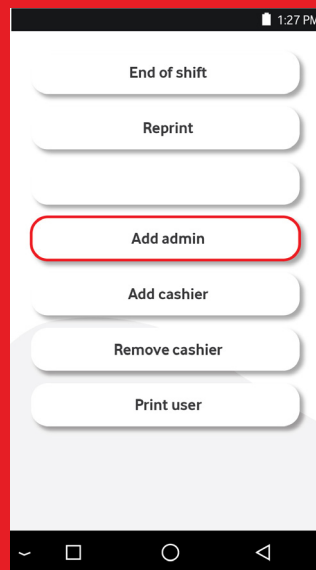 1:27 PM
End of shift
Reprint
Add admin
Add cashier
Remove cashier
Print user